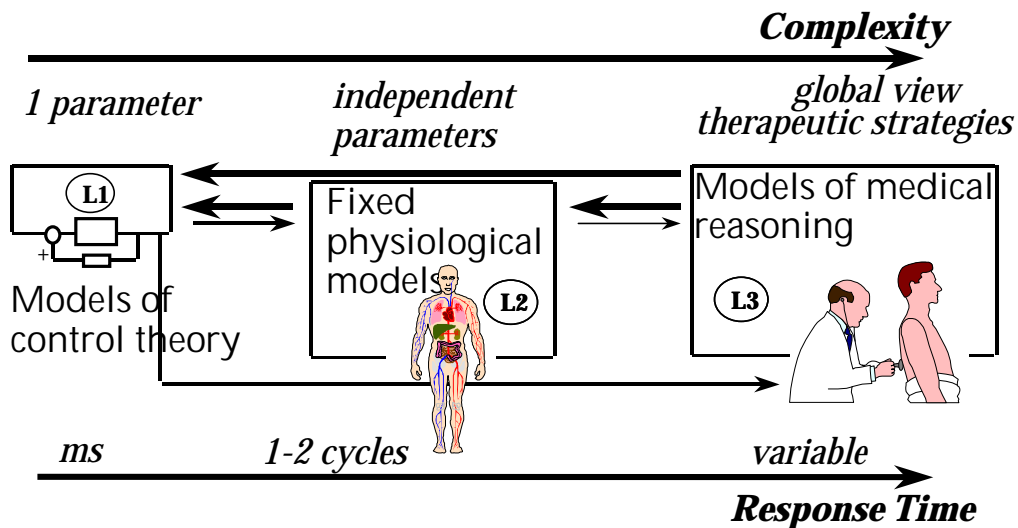 Complexity
1 parameter
independent
parameters
global view
therapeutic strategies
L1
+
Models of
control theory
Fixed
physiological
models
L2
Models of medical
reasoning
L3
ms
1-2 cycles
variable
Response Time